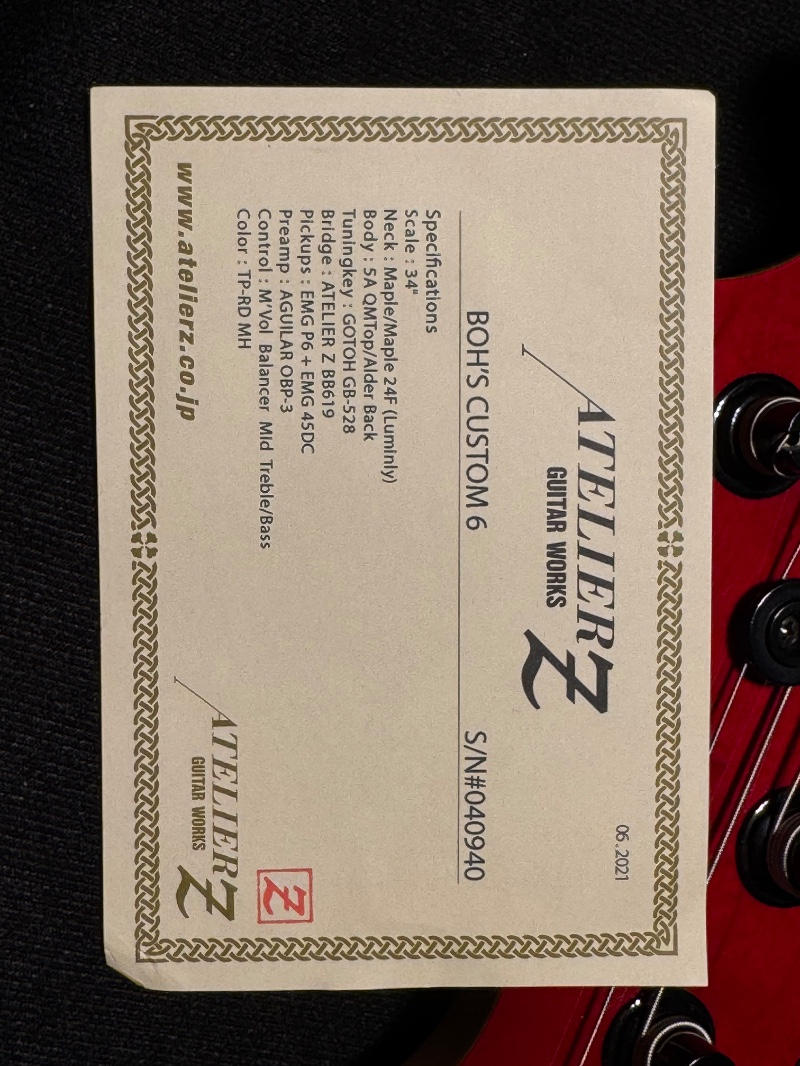 06.2021
ATELIER Z
GUITAR WORKS
BOH'S CUSTOM 6 S/N#040940
Specifications
Scale : 34"
Neck : Maple/Maple 24F (Luminly)
Body : 5A QMTop/Alder Back
Tuningkey : GOTOH GB-528
Bridge : ATELIER Z BB619
Pickups : EMG P6 + EMG 45DC
Preamp : AGUILAR OBP-3
Control : M'Vol Balancer Mid Treble/Bass
Color : TP-RD MH
www.atelierz.co.jp
Z
ATELIER Z
GUITAR WORKS